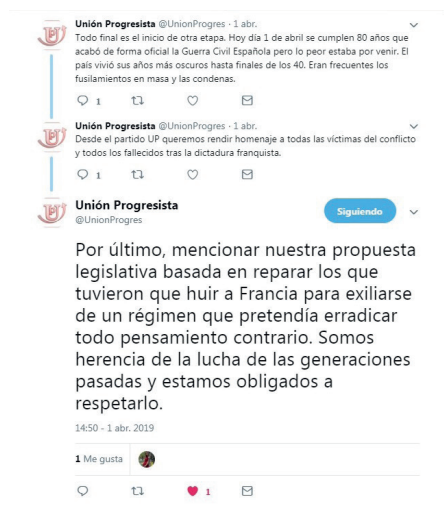 Unión Progresista @UnionProgres · 1 abr.
Todo final es el inicio de otra etapa. Hoy día 1 de abril se cumplen 80 años que
acabó de forma oficial la Guerra Civil Española pero lo peor estaba por venir. El
país vivió sus años más oscuros hasta finales de los 40. Eran frecuentes los
fusilamientos en masa y las condenas.
1
Unión Progresista @UnionProgres · 1 abr.
Desde el partido UP queremos rendir homenaje a todas las víctimas del conflicto
y todos los fallecidos tras la dictadura franquista.
1
Unión Progresista
@UnionProgres
Siguiendo
Por último, mencionar nuestra propuesta
legislativa basada en reparar los que
tuvieron que huir a Francia para exiliarse
de un régimen que pretendía erradicar
todo pensamiento contrario. Somos
herencia de la lucha de las generaciones
pasadas y estamos obligados a
respetarlo.
14:50 - 1 abr. 2019
1 Me gusta
1